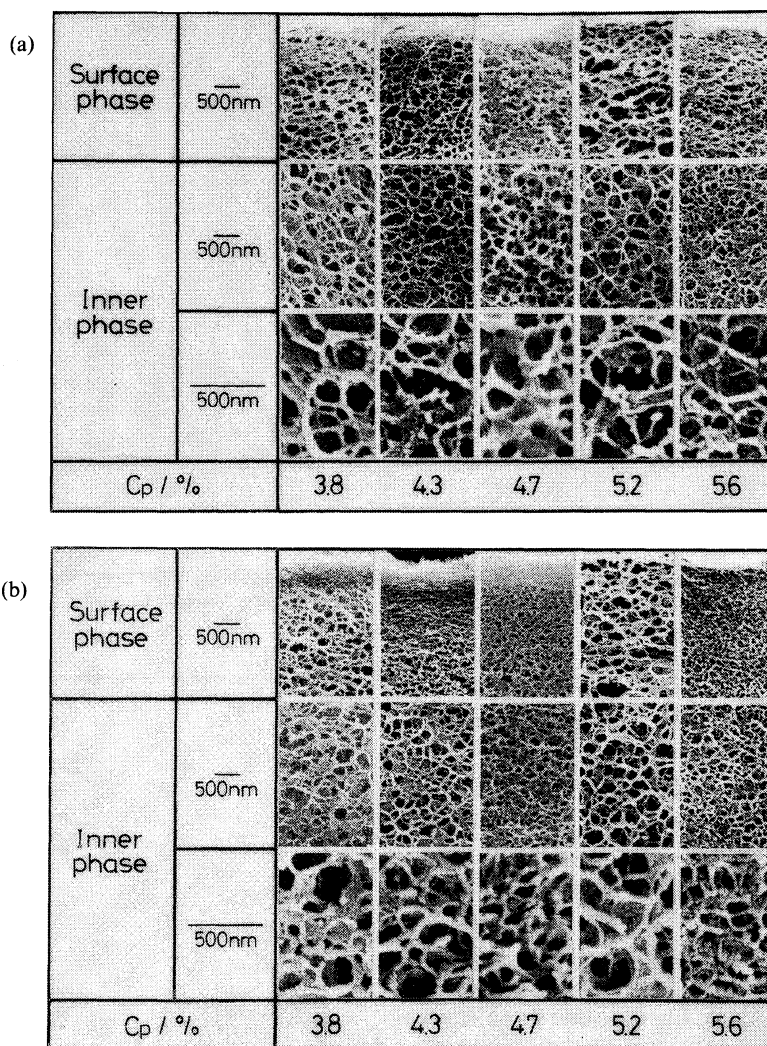 (a)
Surface
phase
500nm
500nm
Inner
phase
500nm
Cp / % 3.8 4.3 4.7 5.2 5.6
(b)
Surface
phase
500nm
500nm
Inner
phase
500nm
Cp / % 3.8 4.3 4.7 5.2 5.6